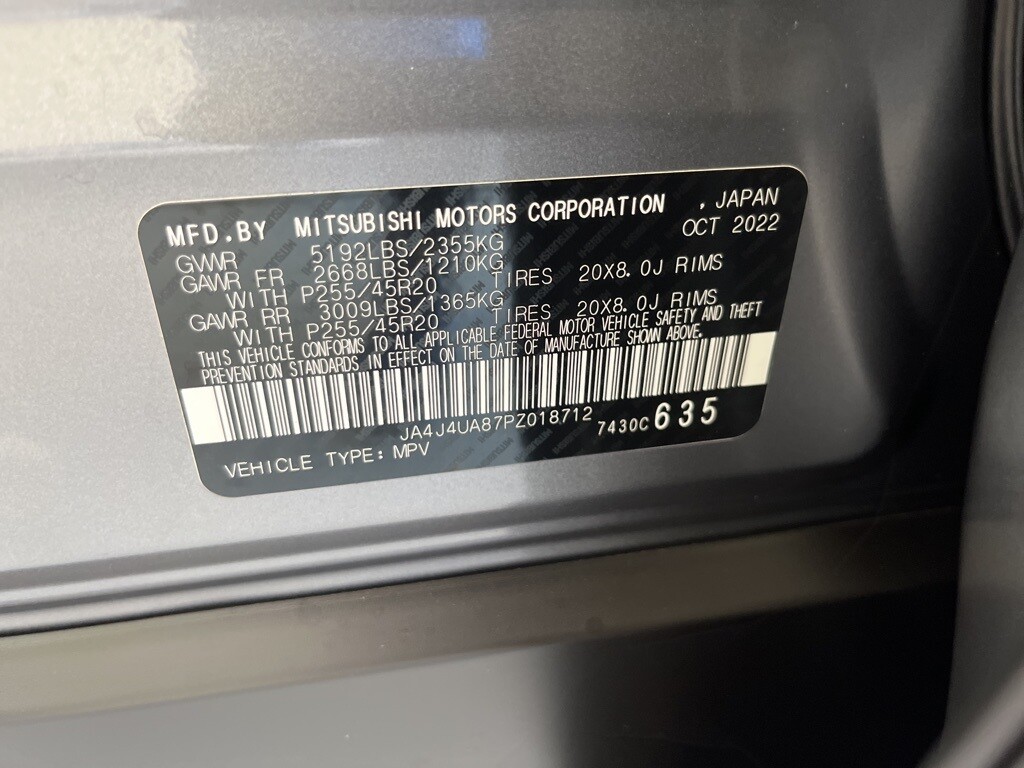 MFD.BY MITSUBISHI MOTORS CORPORATION , JAPAN
OCT 2022
GVWR 5192LBS/2355KG
GAWR FR 2668LBS/1210KG
WITH P255/45R20 TIRES 20X8.0J RIMS
GAWR RR 3009LBS/1365KG
WITH P255/45R20 TIRES 20X8.0J RIMS
THIS VEHICLE CONFORMS TO ALL APPLICABLE FEDERAL MOTOR VEHICLE SAFETY AND THEFT
PREVENTION STANDARDS IN EFFECT ON THE DATE OF MANUFACTURE SHOWN ABOVE.
JA4J4UA87PZ018712 7430C 635
VEHICLE TYPE: MPV